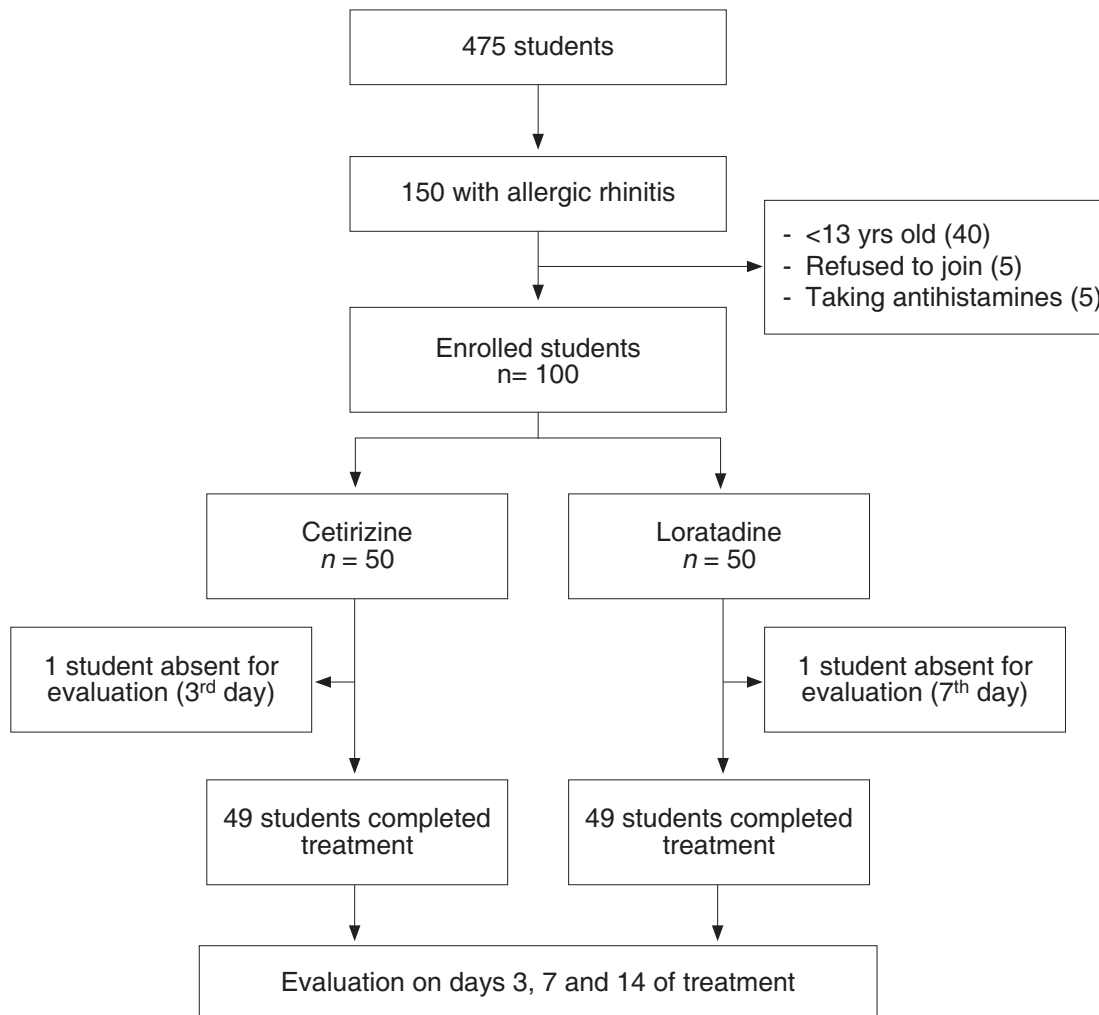 475 students
150 with allergic rhinitis
- <13 yrs old (40)
- Refused to join (5)
- Taking antihistamines (5)
Enrolled students
n= 100
Cetirizine
n = 50
Loratadine
n = 50
1 student absent for
evaluation (3rd day)
1 student absent for
evaluation (7th day)
49 students completed
treatment
49 students completed
treatment
Evaluation on days 3, 7 and 14 of treatment